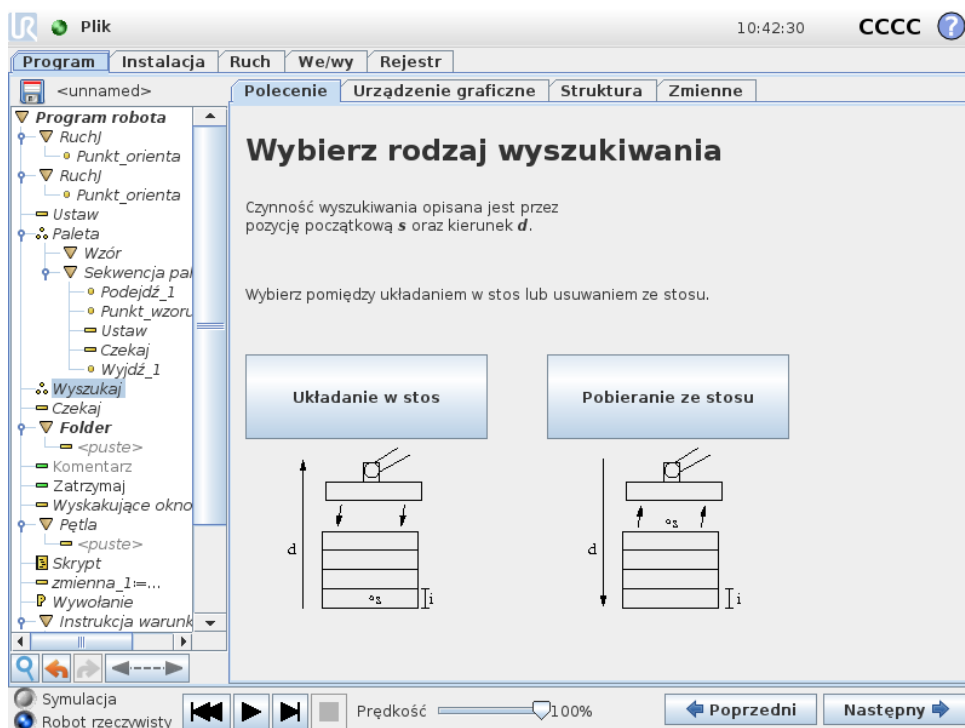 UR Plik 10:42:30 CCCC ?
Program Instalacja Ruch We/wy Rejestr
<unnamed>
Polecenie Urządzenie graficzne Struktura Zmienne
Program robota
RuchJ
Punkt_orienta
RuchJ
Punkt_orienta
Ustaw
Paleta
Wzór
Sekwencja pal
Podejdź_1
Punkt_wzoru
Ustaw
Czekaj
Wyjdź_1
Wyszukaj
Czekaj
Folder
<puste>
Komentarz
Zatrzymaj
Wyskakujące okno
Pętla
<puste>
Skrypt
zmienna_1:=...
Wywołanie
Instrukcja warunk
Wybierz rodzaj wyszukiwania
Czynność wyszukiwania opisana jest przez
pozycję początkową s oraz kierunek d.
Wybierz pomiędzy układaniem w stos lub usuwaniem ze stosu.
Układanie w stos
Pobieranie ze stosu
d
s
i
d
s
i
Symulacja
Robot rzeczywisty
Prędkość 100%
Poprzedni
Następny